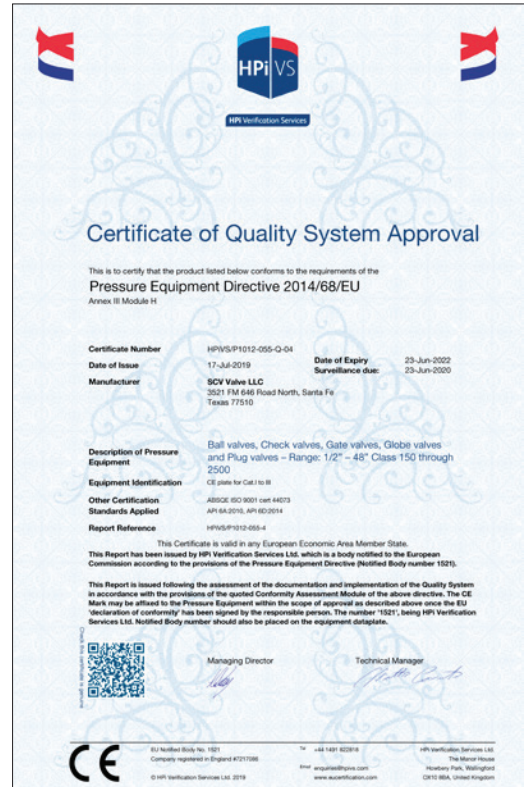 HPi VS
HPi Verification Services
Certificate of Quality System Approval
This is to certify that the product listed below conforms to the requirements of the
Pressure Equipment Directive 2014/68/EU
Annex III Module H
Certificate Number HPiVS/P1012-055-Q-04
Date of Issue 17-Jul-2019 Date of Expiry 23-Jun-2022
Surveillance due: 23-Jun-2020
Manufacturer SCV Valve LLC
3521 FM 646 Road North, Santa Fe
Texas 77510
Description of Pressure Equipment Ball valves, Check valves, Gate valves, Globe valves
and Plug valves – Range: 1/2" – 48" Class 150 through
2500
Equipment Identification CE plate for Cat.I to III
Other Certification ABSQE ISO 9001 cert 44073
Standards Applied API 6A:2010, API 6D:2014
Report Reference HPiVS/P1012-055-4
This Certificate is valid in any European Economic Area Member State.
This Report has been issued by HPi Verification Services Ltd. which is a body notified to the European
Commission according to the provisions of the Pressure Equipment Directive (Notified Body number 1521).
This Report is issued following the assessment of the documentation and implementation of the Quality System
in accordance with the provisions of the quoted Conformity Assessment Module of the above directive. The CE
Mark may be affixed to the Pressure Equipment within the scope of approval as described above once the EU
'declaration of conformity' has been signed by the responsible person. The number '1521', being HPi Verification
Services Ltd. Notified Body number should also be placed on the equipment dataplate.
Check this certificate is genuine
Managing Director Technical Manager
CE
EU Notified Body No. 1521
Company registered in England #7217086
© HPi Verification Services Ltd. 2019
Tel +44 1491 822818
Email enquiries@hpivs.com
www.eucertification.com
HPi Verification Services Ltd.
The Manor House
Howbery Park, Wallingford
OX10 8BA, United Kingdom